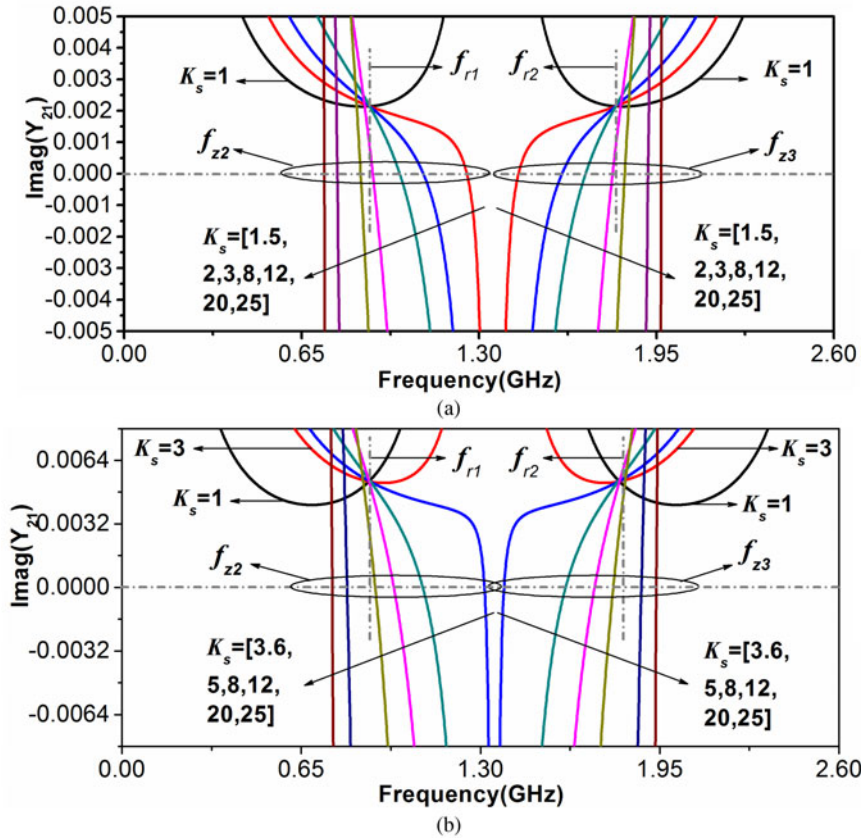 0.005
0.004
0.003
0.002
0.001
0.000
-0.001
-0.002
-0.003
-0.004
-0.005
Imag(Y21)
Ks=1
fr1
fr2
Ks=1
fz2
fz3
Ks=[1.5,
2,3,8,12,
20,25]
Ks=[1.5,
2,3,8,12,
20,25]
0.00
0.65
1.30
1.95
2.60
Frequency(GHz)
(a)
0.0064
0.0032
0.0000
-0.0032
-0.0064
Imag(Y21)
Ks=3
Ks=1
fr1
fr2
Ks=3
Ks=1
fz2
fz3
Ks=[3.6,
5,8,12,
20,25]
Ks=[3.6,
5,8,12,
20,25]
0.00
0.65
1.30
1.95
2.60
Frequency(GHz)
(b)